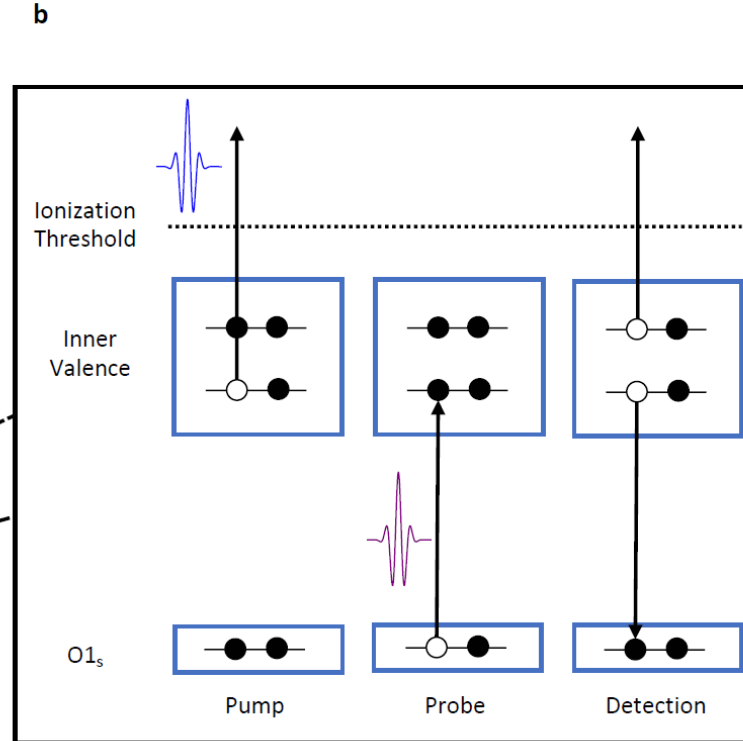 b
Ionization
Threshold
Inner
Valence
O1s
Pump
Probe
Detection